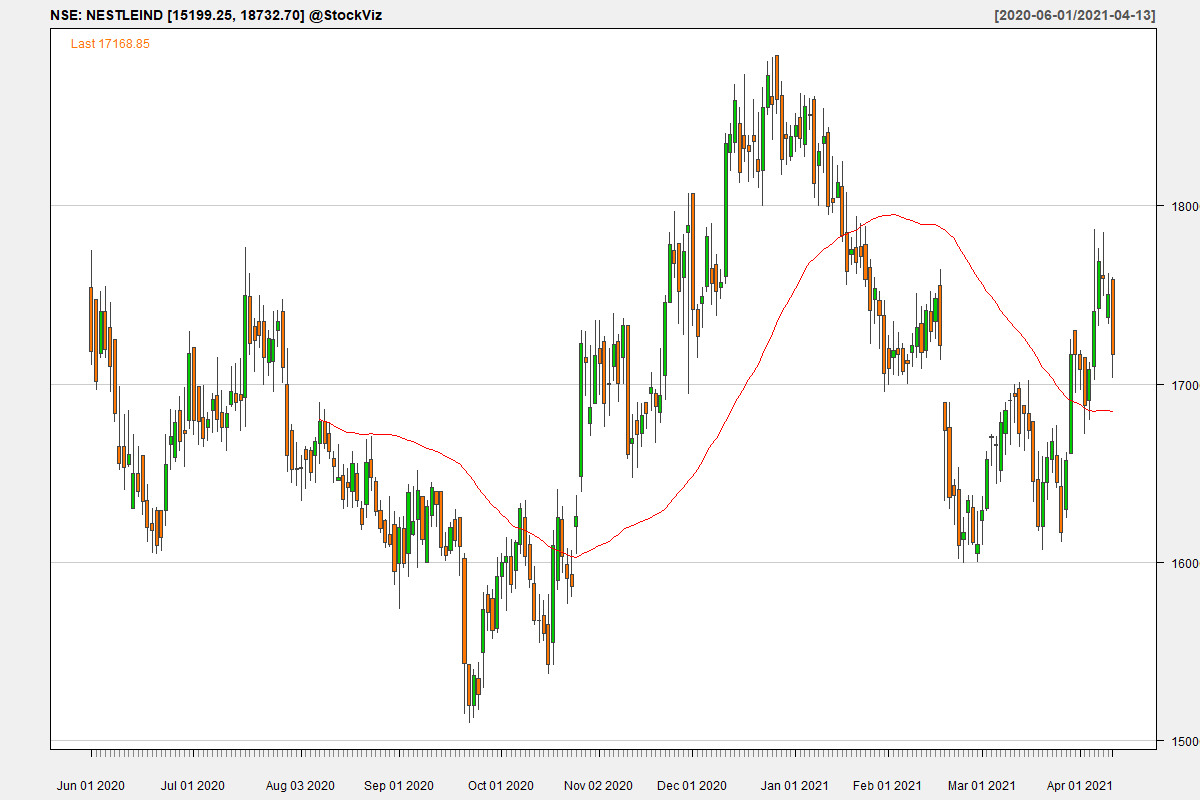 NSE: NESTLEIND [15199.25, 18732.70] @StockViz [2020-06-01/2021-04-13]
Last 17168.85
1800
1700
1600
1500
Jun 01 2020 Jul 01 2020 Aug 03 2020 Sep 01 2020 Oct 01 2020 Nov 02 2020 Dec 01 2020 Jan 01 2021 Feb 01 2021 Mar 01 2021 Apr 01 2021